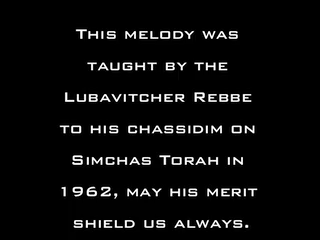 This melody was
taught by the
Lubavitcher Rebbe
to his chassidim on
Simchas Torah in
1962, may his merit
shield us always.